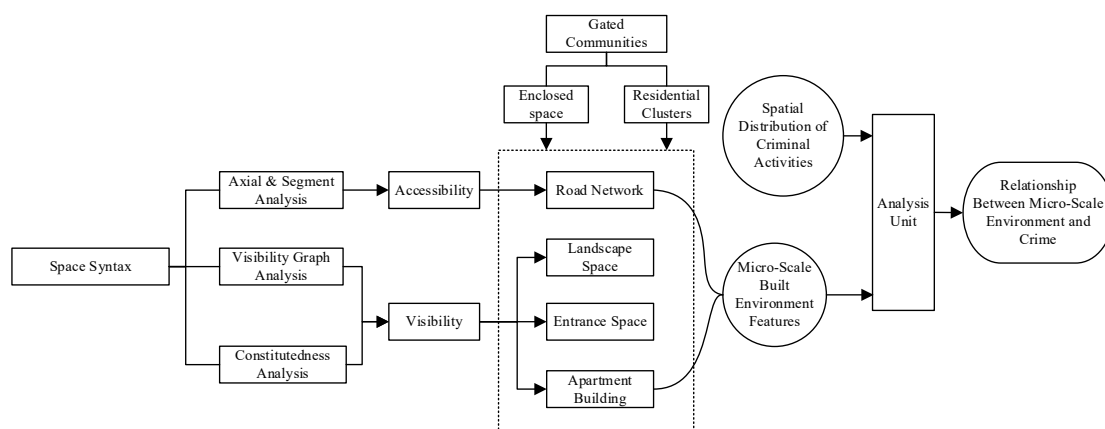 Gated
Communities
Enclosed
space
Residential
Clusters
Spatial
Distribution of
Criminal
Activities
Axial & Segment
Analysis
Accessibility
Road Network
Analysis
Unit
Relationship
Between Micro-Scale
Environment and
Crime
Space Syntax
Visibility Graph
Analysis
Landscape
Space
Micro-Scale
Built
Environment
Features
Visibility
Entrance Space
Constitutedness
Analysis
Apartment
Building